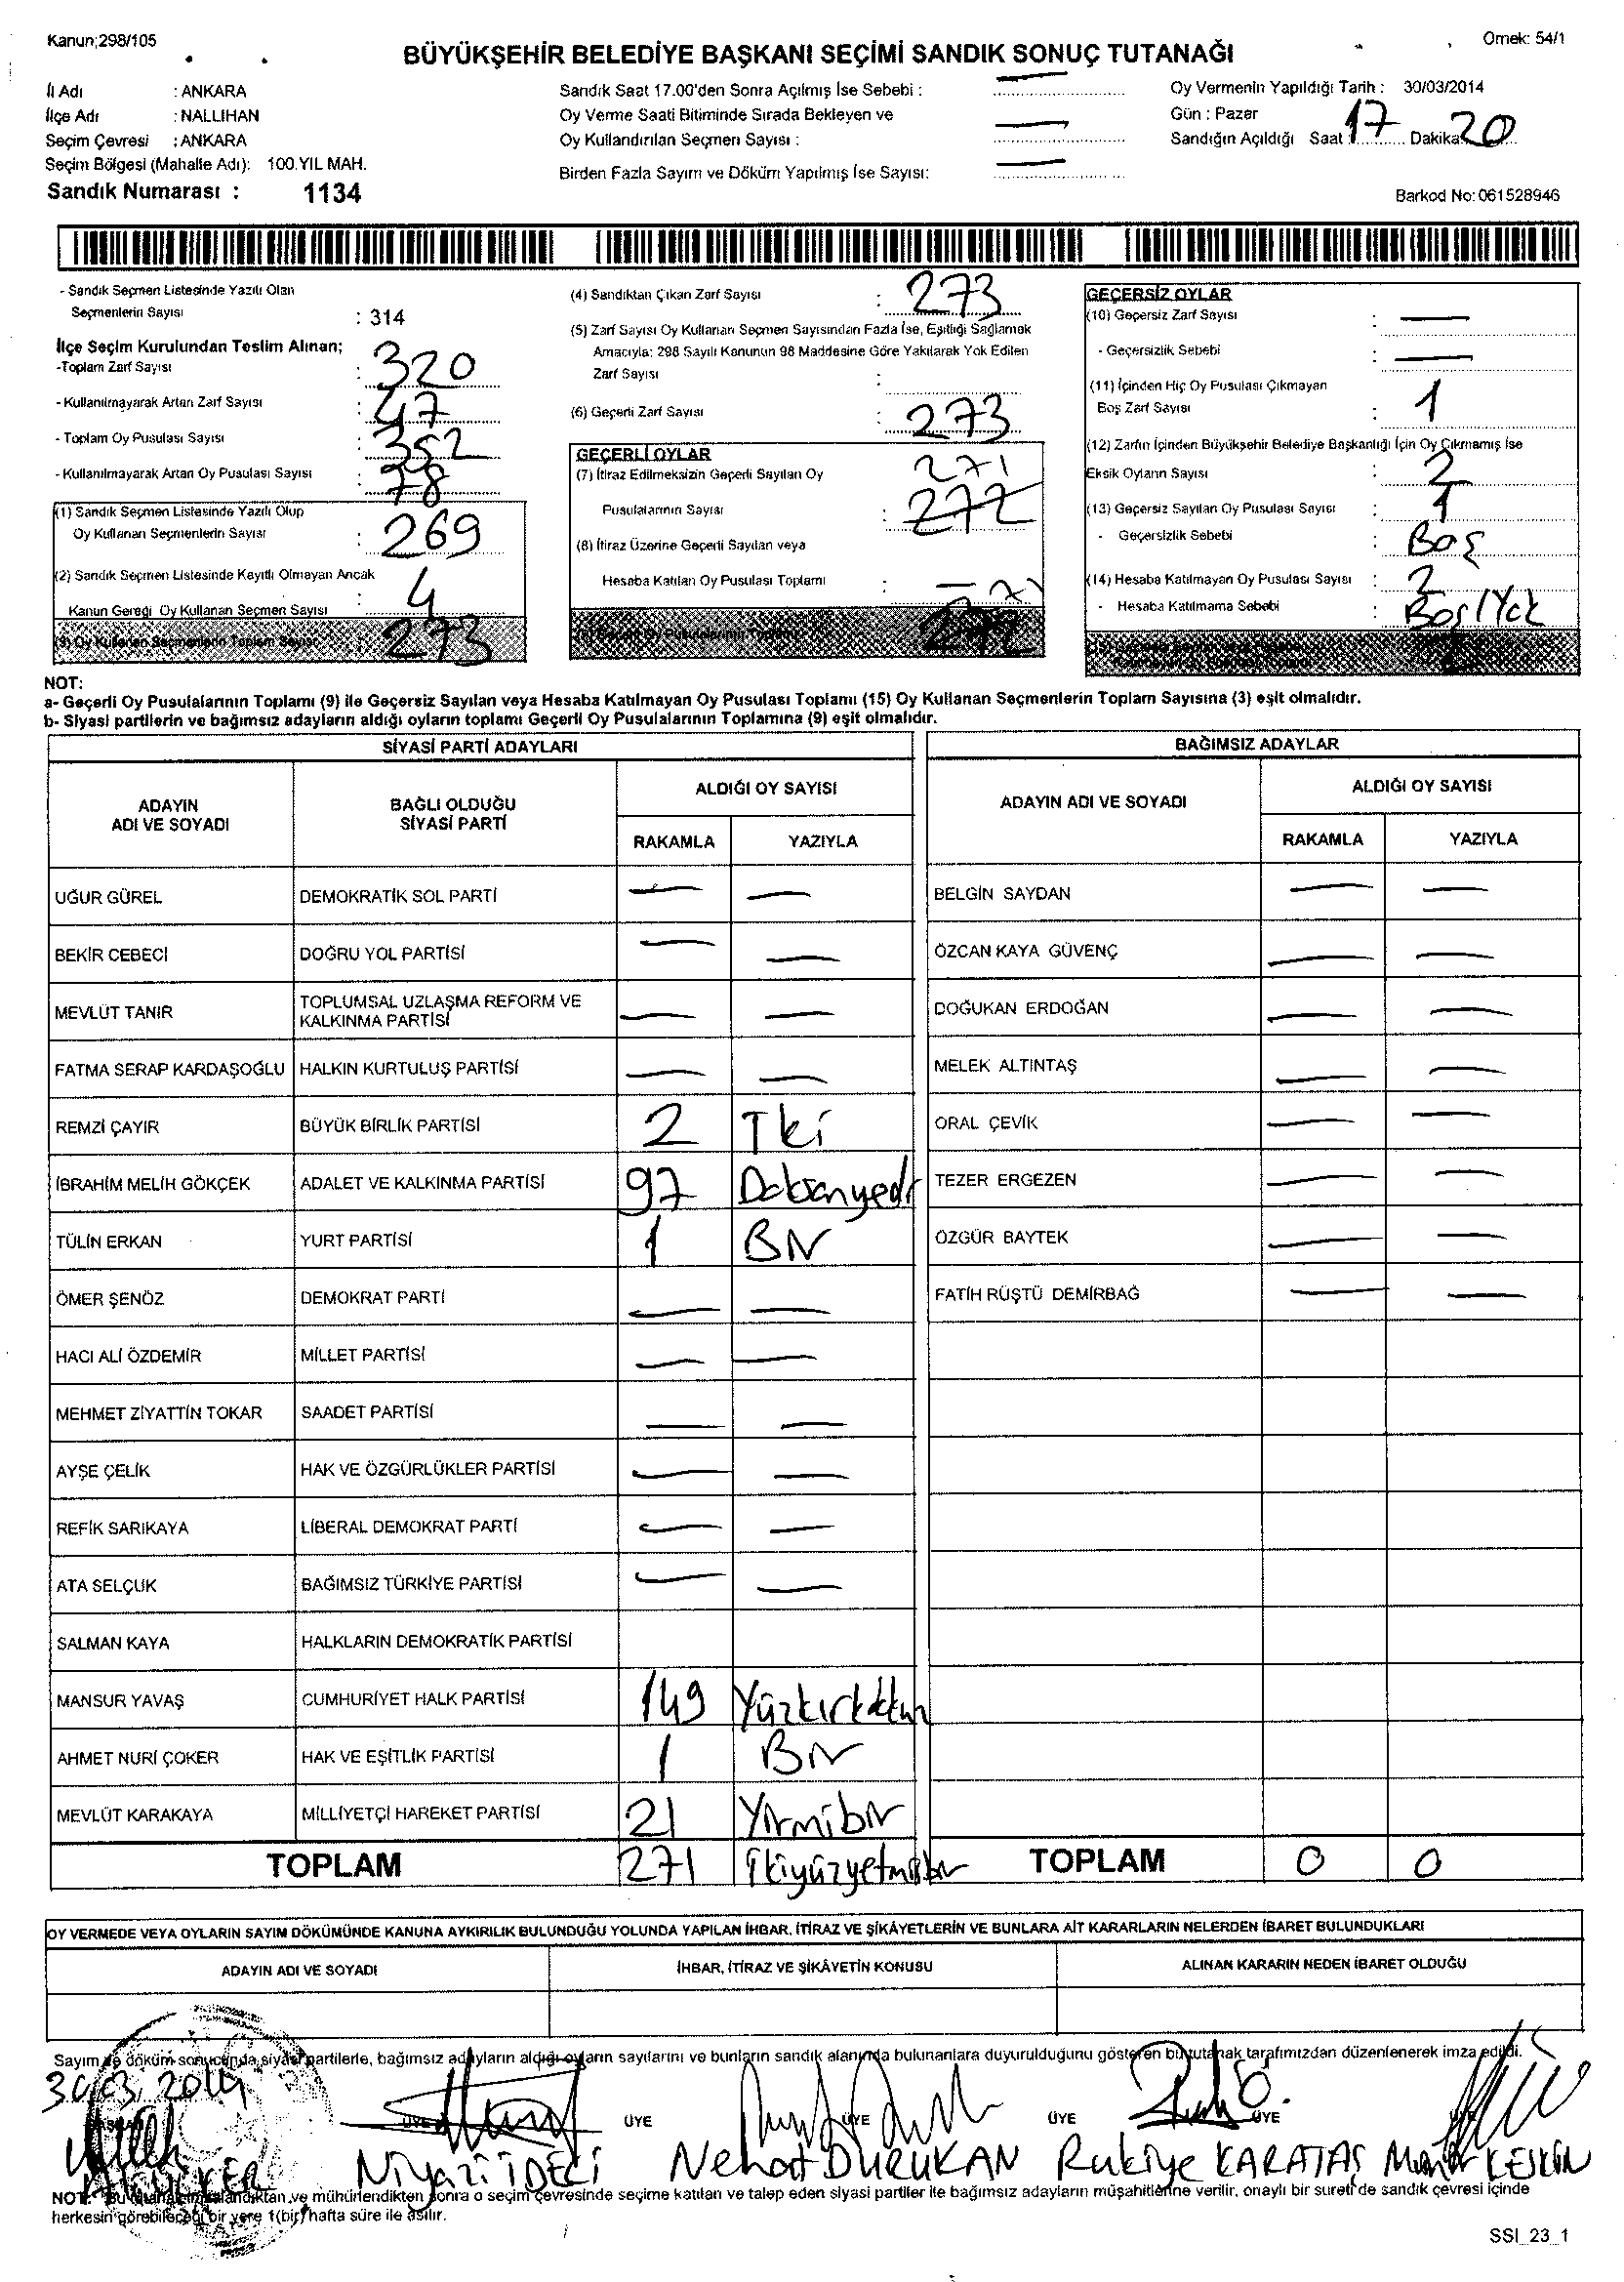 Kanun;298/105
Örnek: 54/1
BÜYÜKŞEHİR BELEDİYE BAŞKANI SEÇİMİ SANDIK SONUÇ TUTANAĞI
İl Adı : ANKARA
İlçe Adı : NALLIHAN
Seçim Çevresi : ANKARA
Seçim Bölgesi (Mahalle Adı): 100.YIL MAH.
Sandık Numarası : 1134
Sandık Saat 17.00'den Sonra Açılmış İse Sebebi :
Oy Verme Saati Bitiminde Sırada Bekleyen ve
Oy Kullandırılan Seçmen Sayısı :
Birden Fazla Sayım ve Döküm Yapılmış İse Sayısı:
Oy Vermenin Yapıldığı Tarih : 30/03/2014
Gün : Pazar
Sandığın Açıldığı Saat 17 Dakika 20
Barkod No: 061528946
- Sandık Seçmen Listesinde Yazılı Olan
Seçmenlerin Sayısı : 314
İlçe Seçim Kurulundan Teslim Alınan;
-Toplam Zarf Sayısı : 320
- Kullanılmayarak Artan Zarf Sayısı : 47
- Toplam Oy Pusulası Sayısı : 352
- Kullanılmayarak Artan Oy Pusulası Sayısı : 78
(1) Sandık Seçmen Listesinde Yazılı Olup
Oy Kullanan Seçmenlerin Sayısı : 269
(2) Sandık Seçmen Listesinde Kayıtlı Olmayan Ancak
Kanun Gereği Oy Kullanan Seçmen Sayısı : 4
(3) Oy Kullanan Seçmenlerin Toplam Sayısı : 273
(4) Sandıktan Çıkan Zarf Sayısı : 273
(5) Zarf Sayısı Oy Kullanan Seçmen Sayısından Fazla İse, Eşitliği Sağlamak
Amacıyla; 298 Sayılı Kanunun 98 Maddesine Göre Yakılarak Yok Edilen
Zarf Sayısı :
(6) Geçerli Zarf Sayısı : 273
GEÇERLİ OYLAR
(7) İtiraz Edilmeksizin Geçerli Sayılan Oy 271
Pusulalarının Sayısı : 272
(8) İtiraz Üzerine Geçerli Sayılan veya
Hesaba Katılan Oy Pusulası Toplamı : —
GEÇERSİZ OYLAR
(10) Geçersiz Zarf Sayısı : —
- Geçersizlik Sebebi : —
(11) İçinden Hiç Oy Pusulası Çıkmayan
Boş Zarf Sayısı : 1
(12) Zarfın İçinden Büyükşehir Belediye Başkanlığı İçin Oy Çıkmamış İse
Eksik Oyların Sayısı : 2
(13) Geçersiz Sayılan Oy Pusulası Sayısı : 1
- Geçersizlik Sebebi : Boş
(14) Hesaba Katılmayan Oy Pusulası Sayısı : 2
- Hesaba Katılmama Sebebi : Boş/Yok
NOT:
a- Geçerli Oy Pusulalarının Toplamı (9) ile Geçersiz Sayılan veya Hesaba Katılmayan Oy Pusulası Toplamı (15) Oy Kullanan Seçmenlerin Toplam Sayısına (3) eşit olmalıdır.
b- Siyasi partilerin ve bağımsız adayların aldığı oyların toplamı Geçerli Oy Pusulalarının Toplamına (9) eşit olmalıdır.
SİYASİ PARTİ ADAYLARI
ADAYIN ADI VE SOYADI
BAĞLI OLDUĞU SİYASİ PARTİ
ALDIĞI OY SAYISI
RAKAMLA YAZIYLA
UĞUR GÜREL DEMOKRATİK SOL PARTİ — —
BEKİR CEBECİ DOĞRU YOL PARTİSİ — —
MEVLÜT TANIR TOPLUMSAL UZLAŞMA REFORM VE KALKINMA PARTİSİ — —
FATMA SERAP KARDAŞOĞLU HALKIN KURTULUŞ PARTİSİ — —
REMZİ ÇAYIR BÜYÜK BİRLİK PARTİSİ 2 İki
İBRAHİM MELİH GÖKÇEK ADALET VE KALKINMA PARTİSİ 97 Doksanyedi
TÜLİN ERKAN YURT PARTİSİ 1 Bir
ÖMER ŞENÖZ DEMOKRAT PARTİ — —
HACI ALİ ÖZDEMİR MİLLET PARTİSİ — —
MEHMET ZİYATTİN TOKAR SAADET PARTİSİ — —
AYŞE ÇELİK HAK VE ÖZGÜRLÜKLER PARTİSİ — —
REFİK SARIKAYA LİBERAL DEMOKRAT PARTİ — —
ATA SELÇUK BAĞIMSIZ TÜRKİYE PARTİSİ — —
SALMAN KAYA HALKLARIN DEMOKRATİK PARTİSİ
MANSUR YAVAŞ CUMHURİYET HALK PARTİSİ 149 Yüzkırkdokuz
AHMET NURİ ÇOKER HAK VE EŞİTLİK PARTİSİ 1 Bir
MEVLÜT KARAKAYA MİLLİYETÇİ HAREKET PARTİSİ 21 Yirmibir
TOPLAM 271 İkiyüzyetmişbir
BAĞIMSIZ ADAYLAR
ADAYIN ADI VE SOYADI
ALDIĞI OY SAYISI
RAKAMLA YAZIYLA
BELGİN SAYDAN — —
ÖZCAN KAYA GÜVENÇ — —
DOĞUKAN ERDOĞAN — —
MELEK ALTINTAŞ — —
ORAL ÇEVİK — —
TEZER ERGEZEN — —
ÖZGÜR BAYTEK — —
FATİH RÜŞTÜ DEMİRBAĞ — —
TOPLAM 0 0
OY VERMEDE VEYA OYLARIN SAYIM DÖKÜMÜNDE KANUNA AYKIRILIK BULUNDUĞU YOLUNDA YAPILAN İHBAR, İTİRAZ VE ŞİKÂYETLERİN VE BUNLARA AİT KARARLARIN NELERDEN İBARET BULUNDUKLARI
ADAYIN ADI VE SOYADI
İHBAR, İTİRAZ VE ŞİKÂYETİN KONUSU
ALINAN KARARIN NEDEN İBARET OLDUĞU
Sayım ve döküm sonucunda siyasi partilerle, bağımsız adayların aldığı oyların sayılarını ve bunların sandık alanında bulunanlara duyurulduğunu gösteren bu tutanak tarafımızdan düzenlenerek imza edildi.
30/03/2014
ÜYE ÜYE ÜYE ÜYE ÜYE
Niyazi Nehat DURUKAN Rukiye KARATAŞ KESKİN
NOT: Bu tutanak imzalandıktan ve mühürlendikten sonra o seçim çevresinde seçime katılan ve talep eden siyasi partiler ile bağımsız adayların müşahitlerine verilir, onaylı bir sureti de sandık çevresi içinde
herkesin görebileceği bir yere 1(bir) hafta süre ile asılır.
SSI_23_1